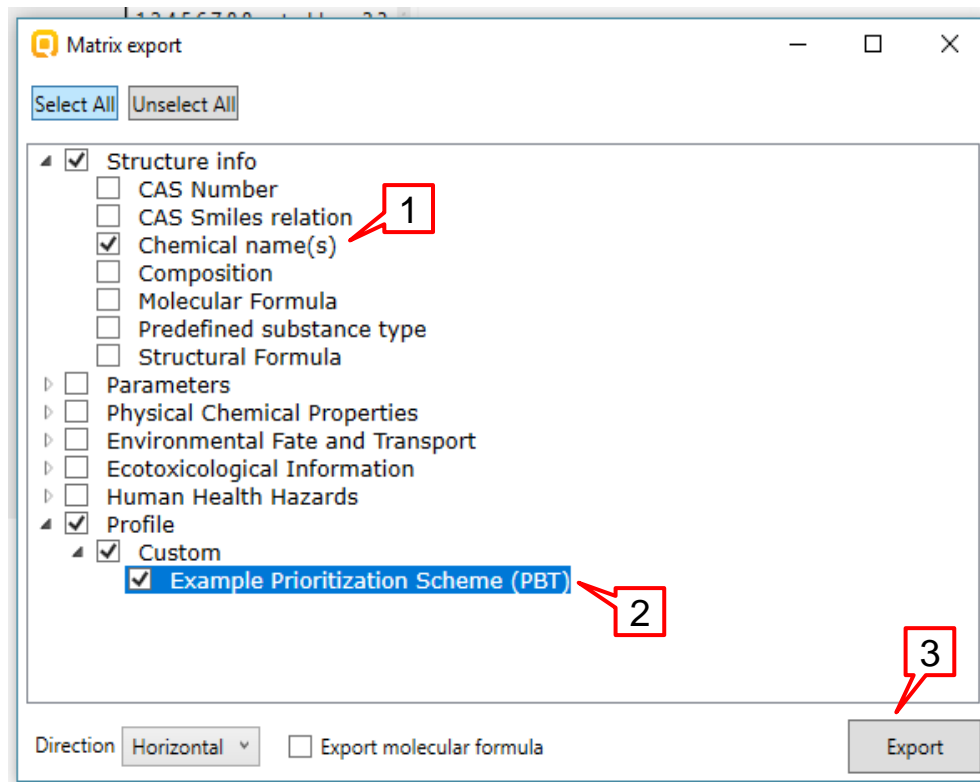 Matrix export
Select All Unselect All
Structure info
CAS Number
CAS Smiles relation
1
Chemical name(s)
Composition
Molecular Formula
Predefined substance type
Structural Formula
Parameters
Physical Chemical Properties
Environmental Fate and Transport
Ecotoxicological Information
Human Health Hazards
Profile
Custom
Example Prioritization Scheme (PBT)
2
3
Direction Horizontal Export molecular formula Export